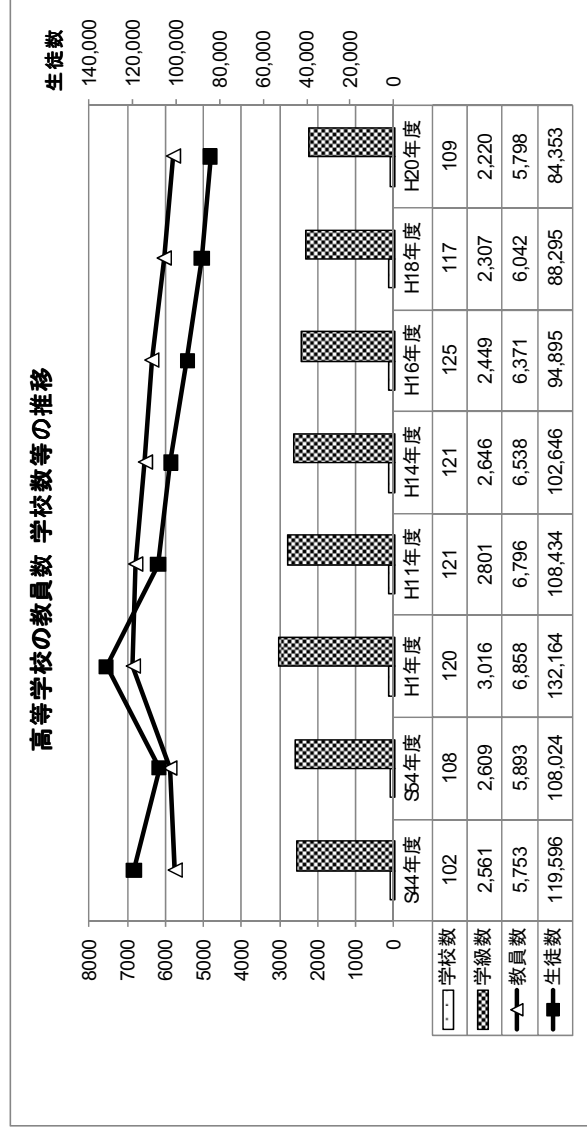 高等学校の教員数 学校数等の推移
生徒数
8000
7000
6000
5000
4000
3000
2000
1000
0
140,000
120,000
100,000
80,000
60,000
40,000
20,000
0
S44年度 S54年度 H1年度 H11年度 H14年度 H16年度 H18年度 H20年度
学校数 102 108 120 121 121 125 117 109
学級数 2,561 2,609 3,016 2801 2,646 2,449 2,307 2,220
教員数 5,753 5,893 6,858 6,796 6,538 6,371 6,042 5,798
生徒数 119,596 108,024 132,164 108,434 102,646 94,895 88,295 84,353